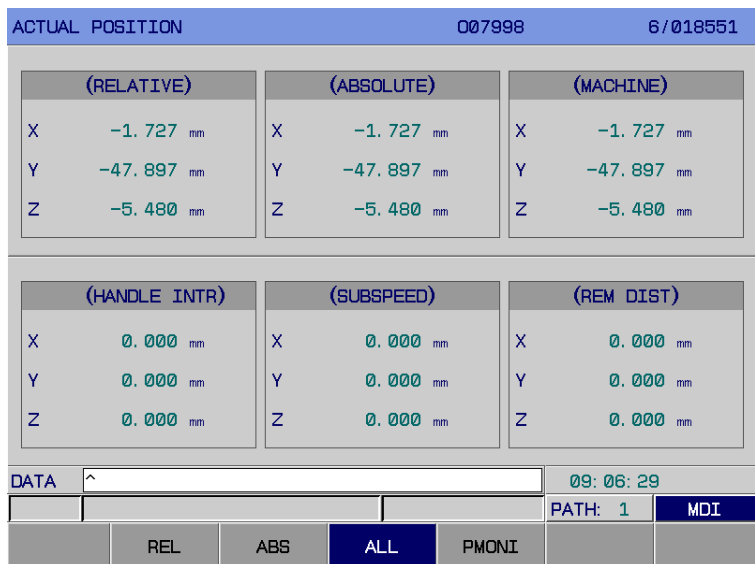 ACTUAL POSITION O07998 6/018551
(RELATIVE) (ABSOLUTE) (MACHINE)
X -1.727 mm X -1.727 mm X -1.727 mm
Y -47.897 mm Y -47.897 mm Y -47.897 mm
Z -5.480 mm Z -5.480 mm Z -5.480 mm
(HANDLE INTR) (SUBSPEED) (REM DIST)
X 0.000 mm X 0.000 mm X 0.000 mm
Y 0.000 mm Y 0.000 mm Y 0.000 mm
Z 0.000 mm Z 0.000 mm Z 0.000 mm
DATA ^ 09:06:29
PATH: 1 MDI
REL ABS ALL PMONI